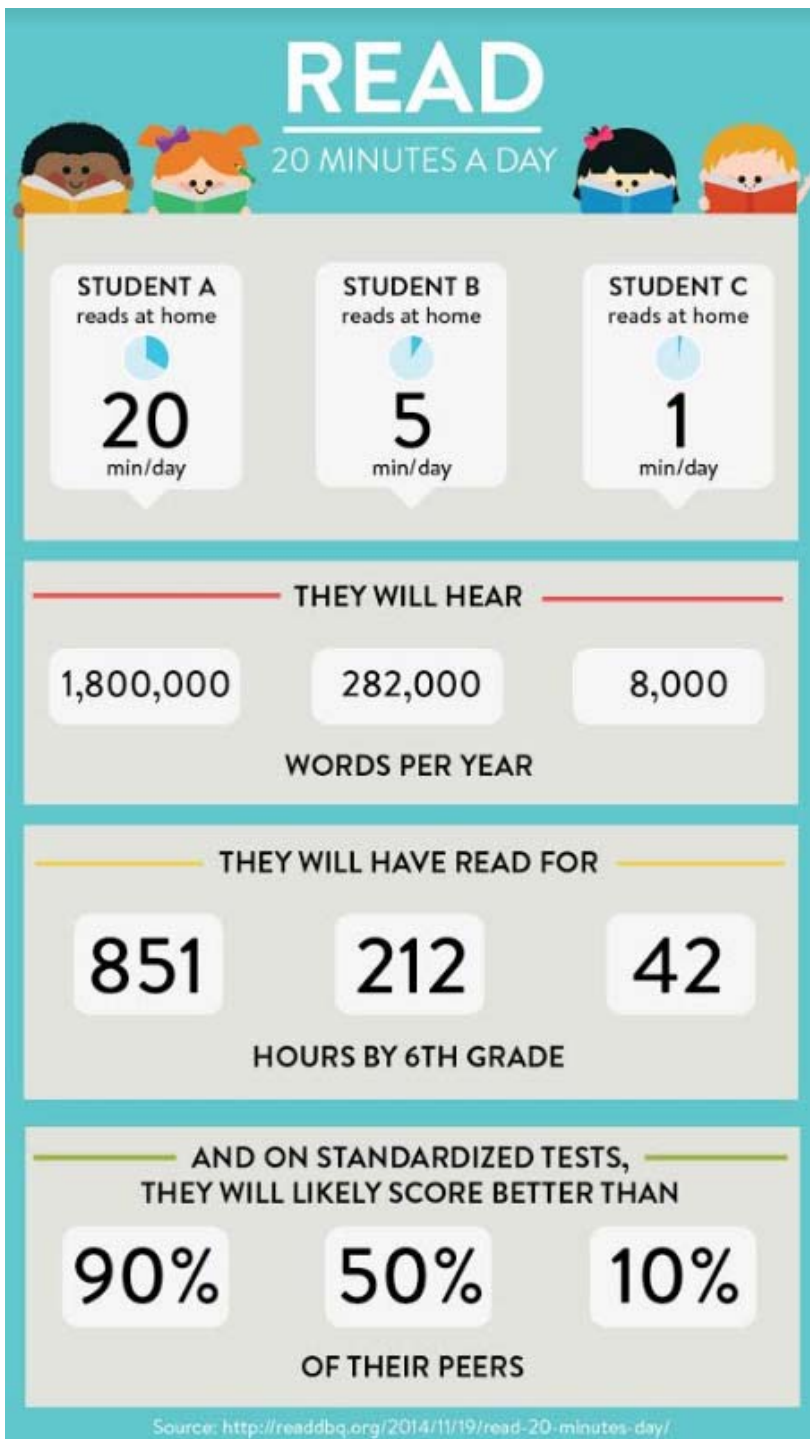 READ
20 MINUTES A DAY
STUDENT A
reads at home
20
min/day
STUDENT B
reads at home
5
min/day
STUDENT C
reads at home
1
min/day
THEY WILL HEAR
1,800,000 282,000 8,000
WORDS PER YEAR
THEY WILL HAVE READ FOR
851 212 42
HOURS BY 6TH GRADE
AND ON STANDARDIZED TESTS,
THEY WILL LIKELY SCORE BETTER THAN
90% 50% 10%
OF THEIR PEERS
Source: http://readdbq.org/2014/11/19/read-20-minutes-day/